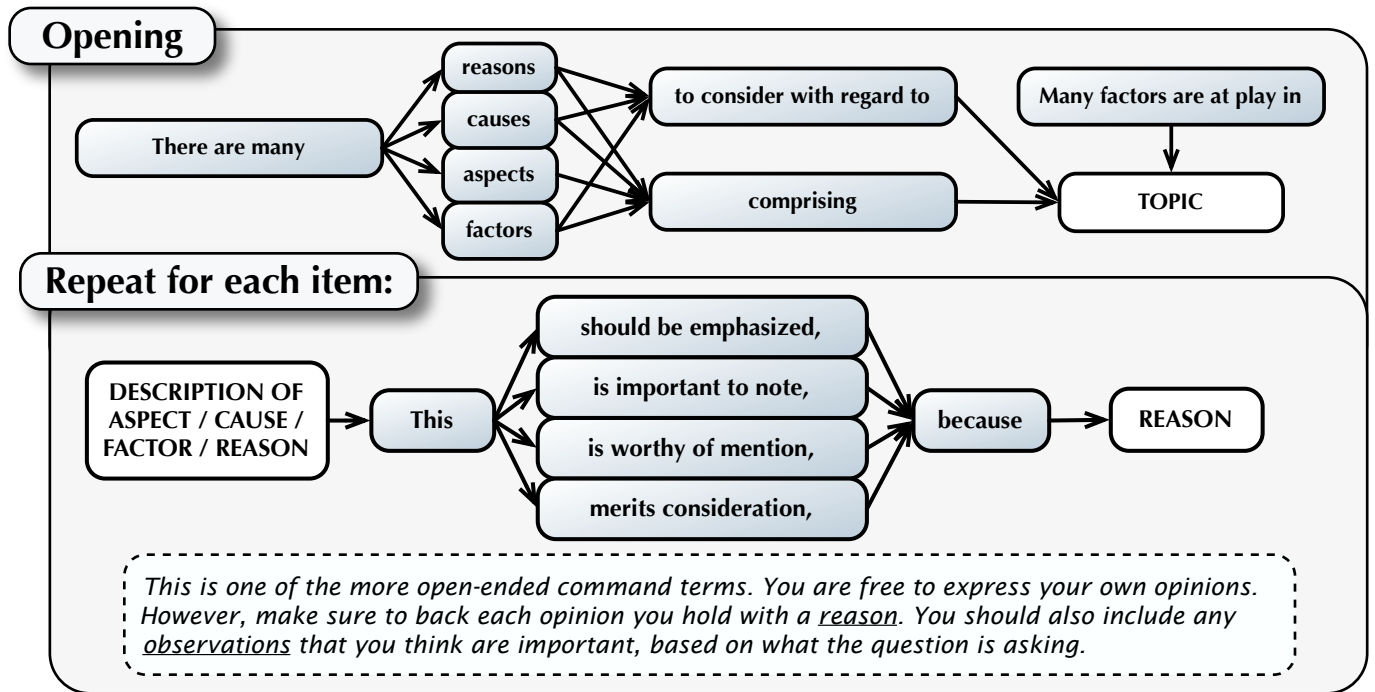 Opening
There are many
reasons
causes
aspects
factors
to consider with regard to
comprising
Many factors are at play in
TOPIC
Repeat for each item:
DESCRIPTION OF
ASPECT / CAUSE /
FACTOR / REASON
This
should be emphasized,
is important to note,
is worthy of mention,
merits consideration,
because
REASON
This is one of the more open-ended command terms. You are free to express your own opinions.
However, make sure to back each opinion you hold with a reason. You should also include any
observations that you think are important, based on what the question is asking.